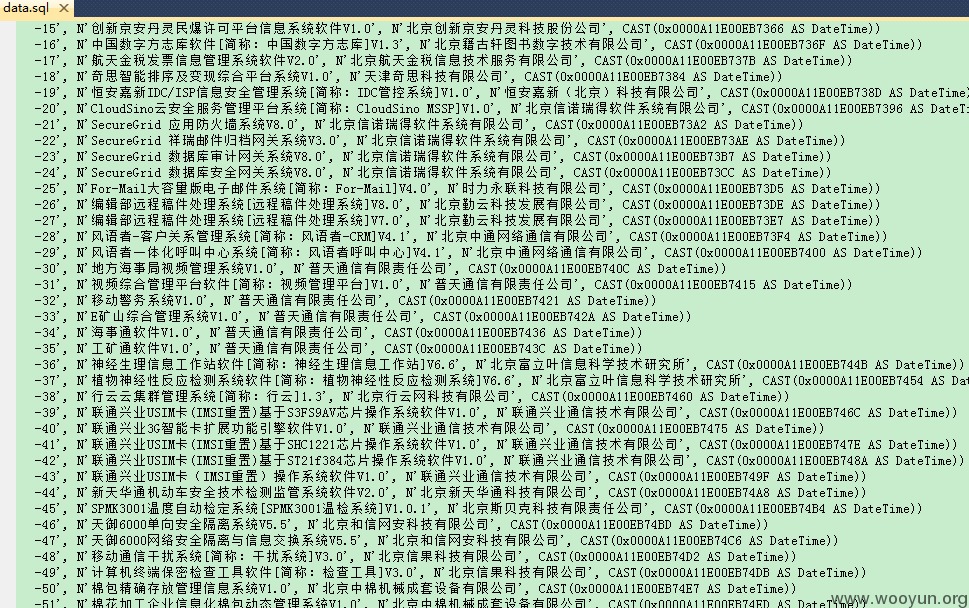 data.sql
-15', N'创新京安丹灵民爆许可平台信息系统软件V1.0', N'北京创新京安丹灵科技股份公司', CAST(0x0000A11E00EB7366 AS DateTime))
-16', N'中国数字方志库软件[简称: 中国数字方志库]V1.3', N'北京籍古轩图书数字技术有限公司', CAST(0x0000A11E00EB736F AS DateTime))
-17', N'航天金税发票信息管理系统软件V2.0', N'北京航天金税信息技术服务有限公司', CAST(0x0000A11E00EB737B AS DateTime))
-18', N'奇思智能排序及变现综合平台系统V1.0', N'天津奇思科技有限公司', CAST(0x0000A11E00EB7384 AS DateTime))
-19', N'恒安嘉新IDC/ISP信息安全管理系统[简称: IDC管控系统]V1.0', N'恒安嘉新（北京）科技有限公司', CAST(0x0000A11E00EB738D AS DateTime)
-20', N'CloudSino云安全服务管理平台系统[简称: CloudSino MSSP]V1.0', N'北京信诺瑞得软件系统有限公司', CAST(0x0000A11E00EB7396 AS DateT
-21', N'SecureGrid 应用防火墙系统V8.0', N'北京信诺瑞得软件系统有限公司', CAST(0x0000A11E00EB73A2 AS DateTime))
-22', N'SecureGrid 祥瑞邮件归档网关系统V3.0', N'北京信诺瑞得软件系统有限公司', CAST(0x0000A11E00EB73AE AS DateTime))
-23', N'SecureGrid 数据库审计网关系统V8.0', N'北京信诺瑞得软件系统有限公司', CAST(0x0000A11E00EB73B7 AS DateTime))
-24', N'SecureGrid 数据库安全网关系统V8.0', N'北京信诺瑞得软件系统有限公司', CAST(0x0000A11E00EB73CC AS DateTime))
-25', N'For-Mail大容量版电子邮件系统[简称: For-Mail]V4.0', N'时力永联科技有限公司', CAST(0x0000A11E00EB73D5 AS DateTime))
-26', N'编辑部远程稿件处理系统[远程稿件处理系统]V8.0', N'北京勤云科技发展有限公司', CAST(0x0000A11E00EB73DE AS DateTime))
-27', N'编辑部远程稿件处理系统[远程稿件处理系统]V7.0', N'北京勤云科技发展有限公司', CAST(0x0000A11E00EB73E7 AS DateTime))
-28', N'风语者-客户关系管理系统[简称: 风语者-CRM]V4.1', N'北京中通网络通信有限公司', CAST(0x0000A11E00EB73F4 AS DateTime))
-29', N'风语者一体化呼叫中心系统[简称: 风语者呼叫中心]V4.1', N'北京中通网络通信有限公司', CAST(0x0000A11E00EB7400 AS DateTime))
-30', N'地方海事局视频管理系统V1.0', N'普天通信有限责任公司', CAST(0x0000A11E00EB740C AS DateTime))
-31', N'视频综合管理平台软件[简称: 视频管理平台]V1.0', N'普天通信有限责任公司', CAST(0x0000A11E00EB7415 AS DateTime))
-32', N'移动警务系统V1.0', N'普天通信有限责任公司', CAST(0x0000A11E00EB7421 AS DateTime))
-33', N'E矿山综合管理系统V1.0', N'普天通信有限责任公司', CAST(0x0000A11E00EB742A AS DateTime))
-34', N'海事通软件V1.0', N'普天通信有限责任公司', CAST(0x0000A11E00EB7436 AS DateTime))
-35', N'工矿通软件V1.0', N'普天通信有限责任公司', CAST(0x0000A11E00EB743C AS DateTime))
-36', N'神经生理信息工作站软件[简称: 神经生理信息工作站]V6.6', N'北京富立叶信息科学技术研究所', CAST(0x0000A11E00EB744B AS DateTime))
-37', N'植物神经性反应检测系统软件[简称: 植物神经性反应检测系统]V6.6', N'北京富立叶信息科学技术研究所', CAST(0x0000A11E00EB7454 AS Dat
-38', N'行云云集群管理系统[简称: 行云]1.3', N'北京行云网科技有限公司', CAST(0x0000A11E00EB7460 AS DateTime))
-39', N'联通兴业USIM卡(IMSI重置)基于S3FS9AV芯片操作系统软件V1.0', N'联通兴业通信技术有限公司', CAST(0x0000A11E00EB746C AS DateTime))
-40', N'联通兴业3G智能卡扩展功能引擎软件V1.0', N'联通兴业通信技术有限公司', CAST(0x0000A11E00EB7475 AS DateTime))
-41', N'联通兴业USIM卡(IMSI重置)基于SHC1221芯片操作系统软件V1.0', N'联通兴业通信技术有限公司', CAST(0x0000A11E00EB747E AS DateTime))
-42', N'联通兴业USIM卡(IMSI重置)基于ST21f384芯片操作系统软件V1.0', N'联通兴业通信技术有限公司', CAST(0x0000A11E00EB748A AS DateTime))
-43', N'联通兴业USIM卡（IMSI重置）操作系统软件V1.0', N'联通兴业通信技术有限公司', CAST(0x0000A11E00EB749F AS DateTime))
-44', N'新天华通机动车安全技术检测监管系统软件V2.0', N'北京新天华通科技有限公司', CAST(0x0000A11E00EB74A8 AS DateTime))
-45', N'SPMK3001温度自动检定系统[SPMK3001温检系统]V1.0.1', N'北京斯贝克科技有限责任公司', CAST(0x0000A11E00EB74B4 AS DateTime))
-46', N'天御6000单向安全隔离系统V5.5', N'北京和信网安科技有限公司', CAST(0x0000A11E00EB74BD AS DateTime))
-47', N'天御6000网络安全隔离与信息交换系统V5.5', N'北京和信网安科技有限公司', CAST(0x0000A11E00EB74C6 AS DateTime))
-48', N'移动通信干扰系统[简称: 干扰系统]V3.0', N'北京信果科技有限公司', CAST(0x0000A11E00EB74D2 AS DateTime))
-49', N'计算机终端保密检查工具软件[简称: 检查工具]V3.0', N'北京信果科技有限公司', CAST(0x0000A11E00EB74DB AS DateTime))
-50', N'棉包精确存放管理信息系统V1.0', N'北京中棉机械成套设备有限公司', CAST(0x0000A11E00EB74E7 AS DateTime))
-51', N'棉花加工企业信息化棉包动态管理系统V1.0', N'北京中棉机械成套设备有限公司'
www.wooyun.org